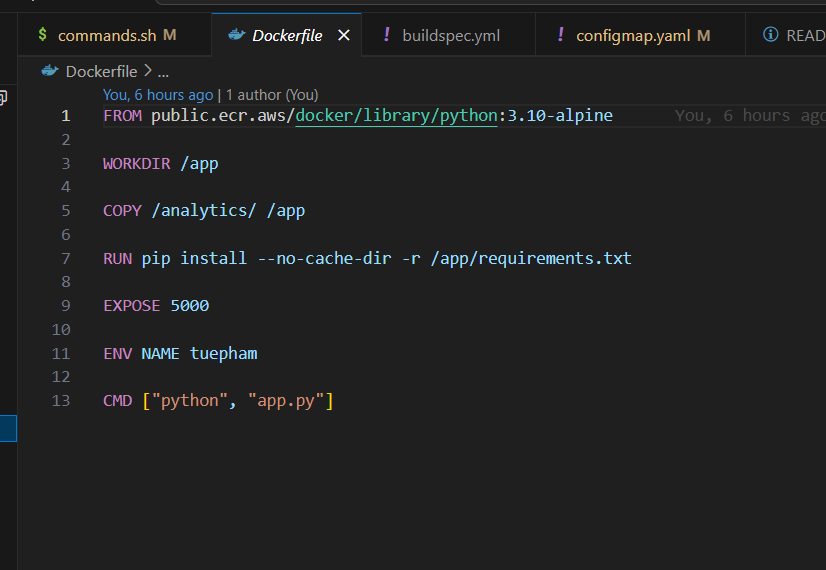 commands.sh M
Dockerfile
buildspec.yml
configmap.yaml M
READ
Dockerfile > ...
You, 6 hours ago | 1 author (You)
1 FROM public.ecr.aws/docker/library/python:3.10-alpine You, 6 hours ago
2
3 WORKDIR /app
4
5 COPY /analytics/ /app
6
7 RUN pip install --no-cache-dir -r /app/requirements.txt
8
9 EXPOSE 5000
10
11 ENV NAME tuepham
12
13 CMD ["python", "app.py"]